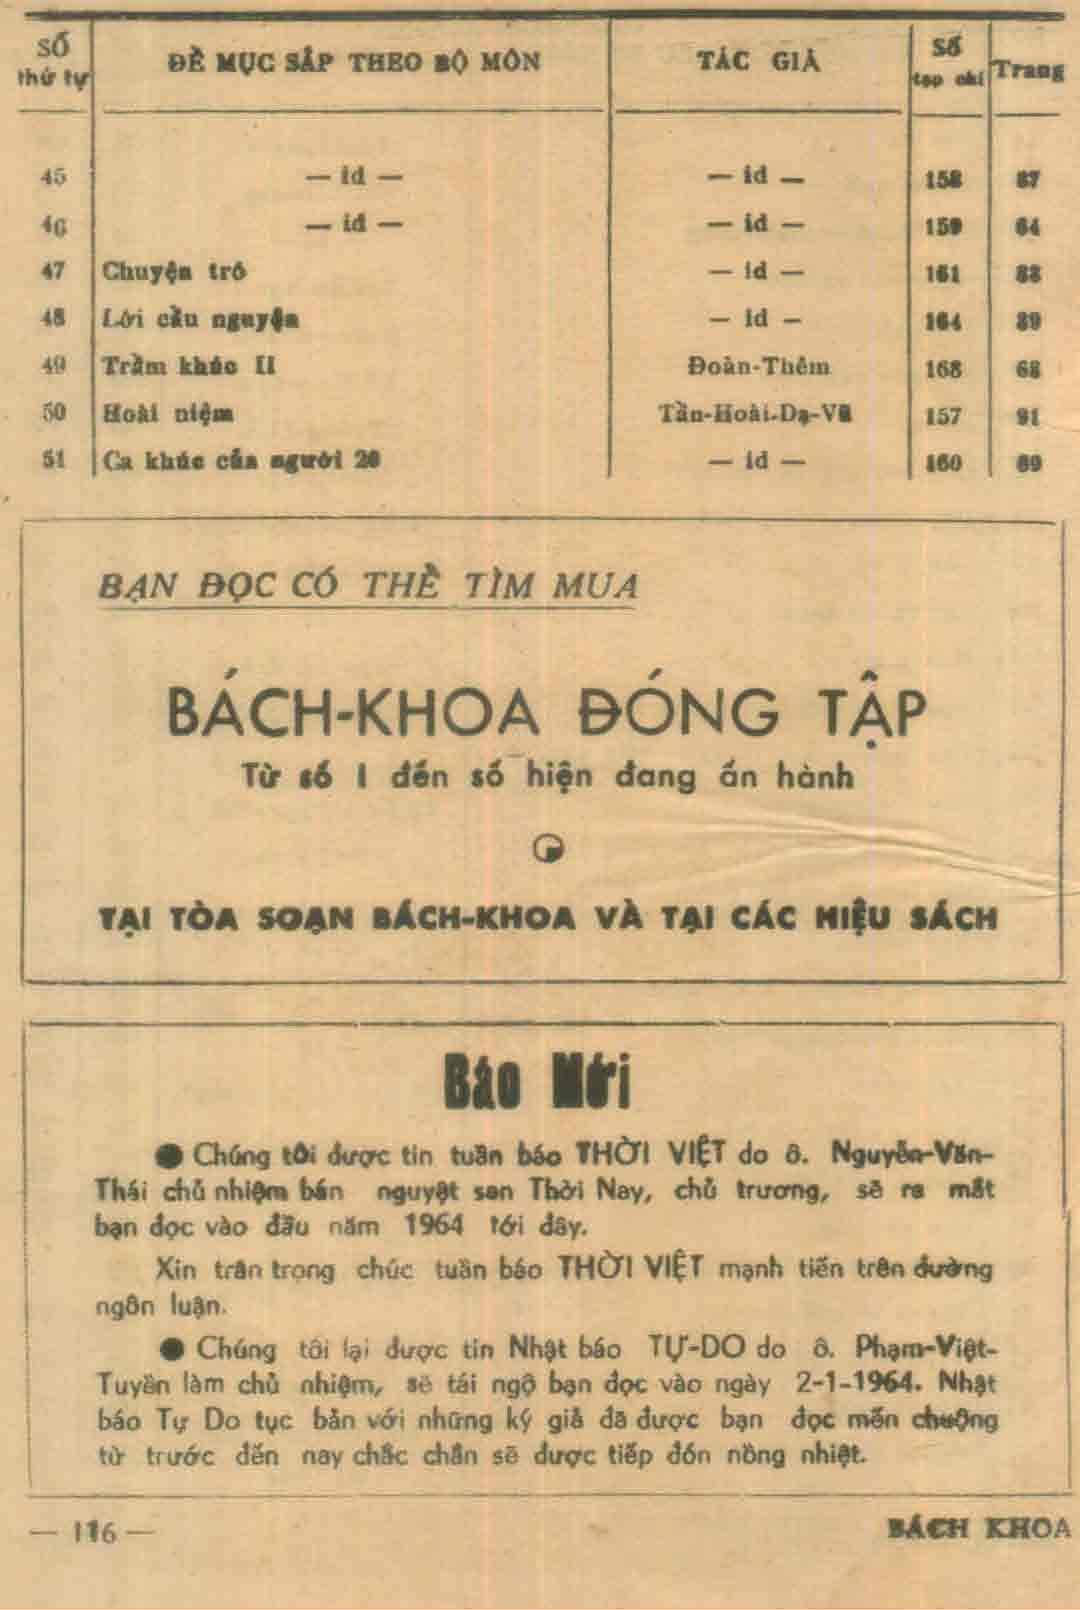 SỐ thứ tự ĐỀ MỤC SẮP THEO BỘ MÔN TÁC GIẢ Số tạp chí Trang
45 — id — — id — 158 87
46 — id — — id — 159 64
47 Chuyện trò — id — 161 88
48 Lời cầu nguyện — id — 164 89
49 Trầm khúc II Đoàn-Thêm 168 68
50 Hoài niệm Tần-Hoài-Dạ-Vũ 157 91
51 Ca khúc của người 20 — id — 160 69
BẠN ĐỌC CÓ THỂ TÌM MUA
BÁCH-KHOA ĐÓNG TẬP
Từ số I đến số hiện đang ấn hành
TẠI TÒA SOẠN BÁCH-KHOA VÀ TẠI CÁC HIỆU SÁCH
Báo Mới
● Chúng tôi được tin tuần báo THỜI VIỆT do ô. Nguyễn-Văn-
Thái chủ nhiệm bán nguyệt san Thời Nay, chủ trương, sẽ ra mắt
bạn đọc vào đầu năm 1964 tới đây.
Xin trân trọng chúc tuần báo THỜI VIỆT mạnh tiến trên đường
ngôn luận.
● Chúng tôi lại được tin Nhật báo TỰ-DO do ô. Phạm-Việt-
Tuyền làm chủ nhiệm, sẽ tái ngộ bạn đọc vào ngày 2-1-1964. Nhật
báo Tự Do tục bản với những ký giả đã được bạn đọc mến chuộng
từ trước đến nay chắc chắn sẽ được tiếp đón nồng nhiệt.
— 116 — BÁCH KHOA